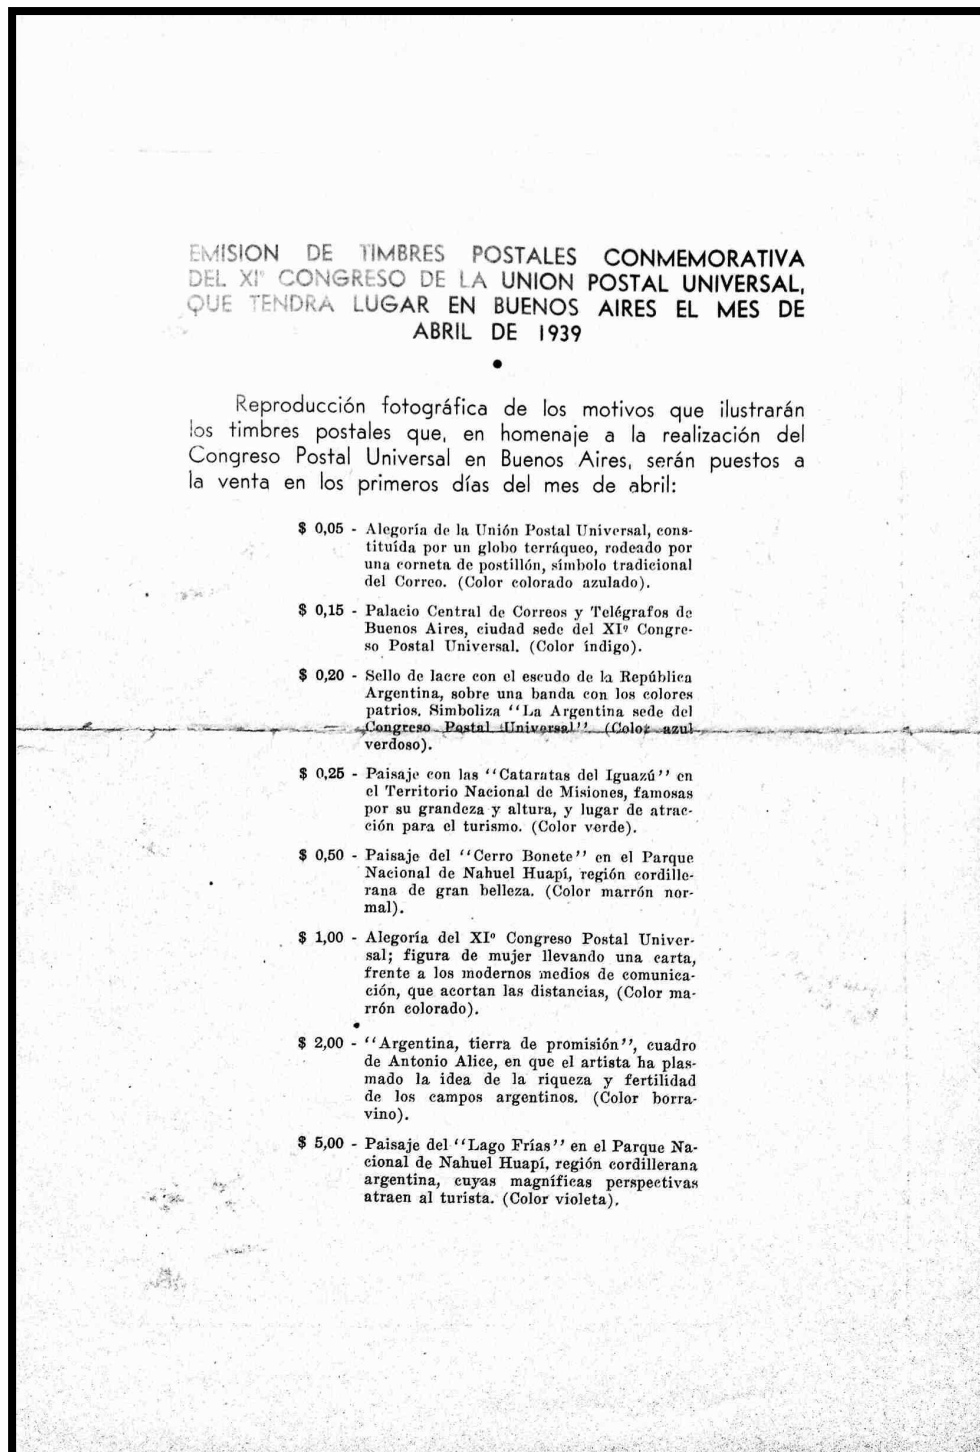 EMISION DE TIMBRES POSTALES CONMEMORATIVA
DEL XI° CONGRESO DE LA UNION POSTAL UNIVERSAL,
QUE TENDRA LUGAR EN BUENOS AIRES EL MES DE
ABRIL DE 1939
•
Reproducción fotográfica de los motivos que ilustrarán
los timbres postales que, en homenaje a la realización del
Congreso Postal Universal en Buenos Aires, serán puestos a
la venta en los primeros días del mes de abril:
$ 0,05 - Alegoría de la Unión Postal Universal, cons-
tituída por un globo terráqueo, rodeado por
una corneta de postillón, símbolo tradicional
del Correo. (Color colorado azulado).
$ 0,15 - Palacio Central de Correos y Telégrafos de
Buenos Aires, ciudad sede del XIº Congre-
so Postal Universal. (Color índigo).
$ 0,20 - Sello de lacre con el escudo de la República
Argentina, sobre una banda con los colores
patrios. Simboliza ‘‘La Argentina sede del
Congreso Postal Universal’’. (Color azul
verdoso).
$ 0,25 - Paisaje con las ‘‘Cataratas del Iguazú’’ en
el Territorio Nacional de Misiones, famosas
por su grandeza y altura, y lugar de atrac-
ción para el turismo. (Color verde).
$ 0,50 - Paisaje del ‘‘Cerro Bonete’’ en el Parque
Nacional de Nahuel Huapí, región cordille-
rana de gran belleza. (Color marrón nor-
mal).
$ 1,00 - Alegoría del XIº Congreso Postal Univer-
sal; figura de mujer llevando una carta,
frente a los modernos medios de comunica-
ción, que acortan las distancias, (Color ma-
rrón colorado).
$ 2,00 - ‘‘Argentina, tierra de promisión’’, cuadro
de Antonio Alice, en que el artista ha plas-
mado la idea de la riqueza y fertilidad
de los campos argentinos. (Color borra-
vino).
$ 5,00 - Paisaje del ‘‘Lago Frías’’ en el Parque Na-
cional de Nahuel Huapí, región cordillerana
argentina, cuyas magníficas perspectivas
atraen al turista. (Color violeta).